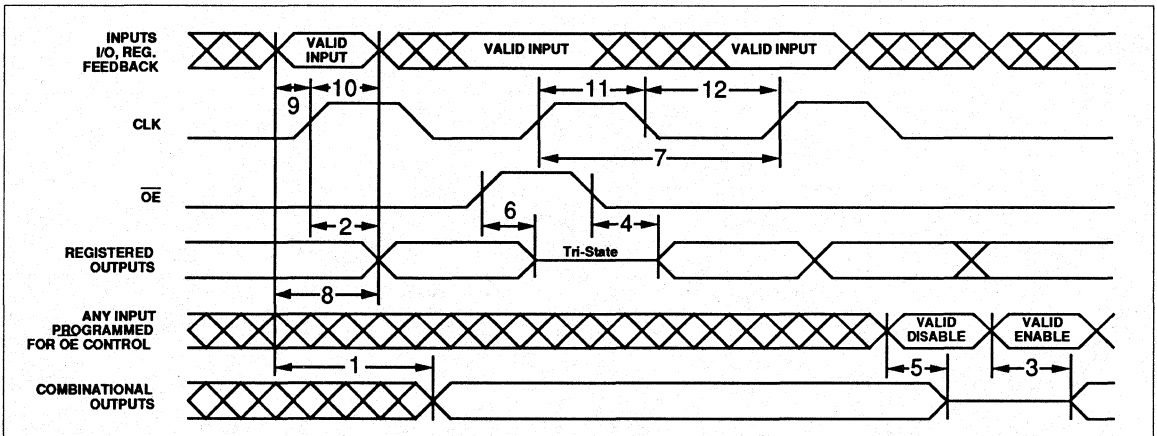 INPUTS
I/O, REG.
FEEDBACK
VALID
INPUT
VALID INPUT
VALID INPUT
9
10
11
12
CLK
7
OE
6
4
2
REGISTERED
OUTPUTS
Tri-State
8
ANY INPUT
PROGRAMMED
FOR OE CONTROL
VALID
DISABLE
VALID
ENABLE
1
5
3
COMBINATIONAL
OUTPUTS